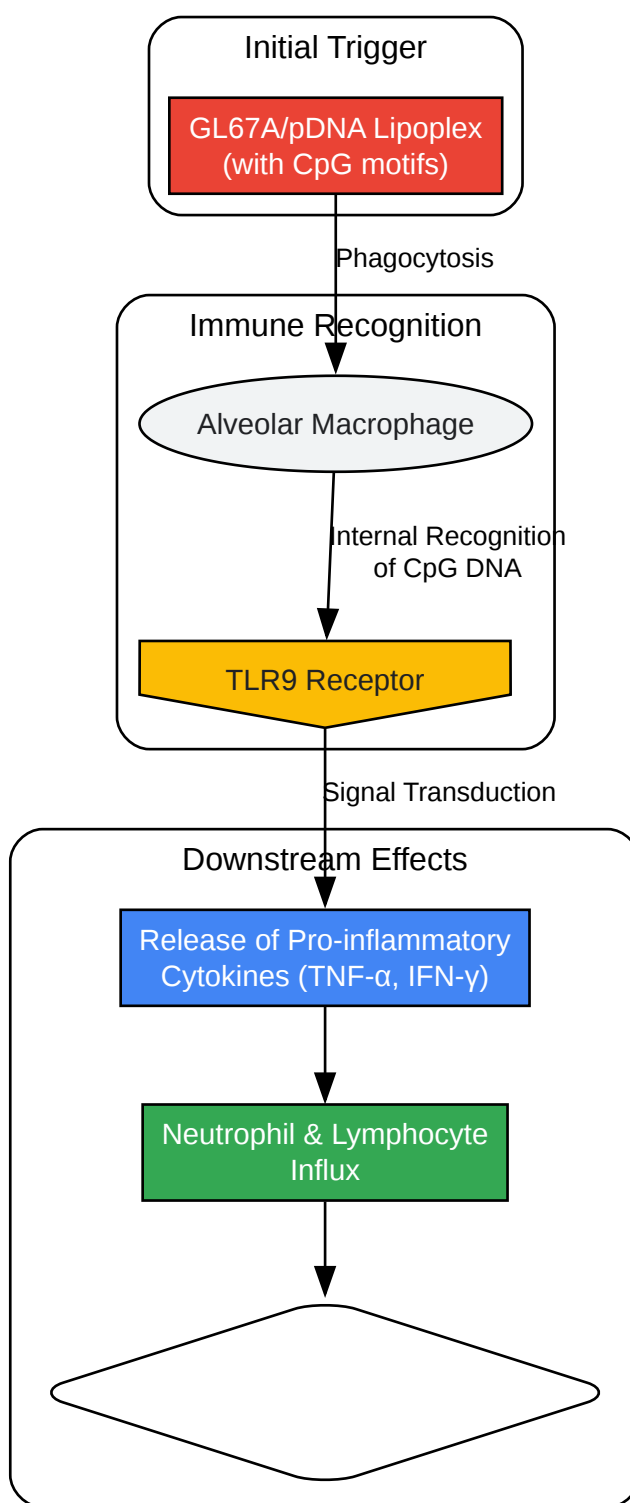 Initial Trigger
GL67A/pDNA Lipoplex
(with CpG motifs)
Phagocytosis
Immune Recognition
Alveolar Macrophage
Internal Recognition
of CpG DNA
TLR9 Receptor
Signal Transduction
Downstream Effects
Release of Pro-inflammatory
Cytokines (TNF-α, IFN-γ)
Neutrophil & Lymphocyte
Influx